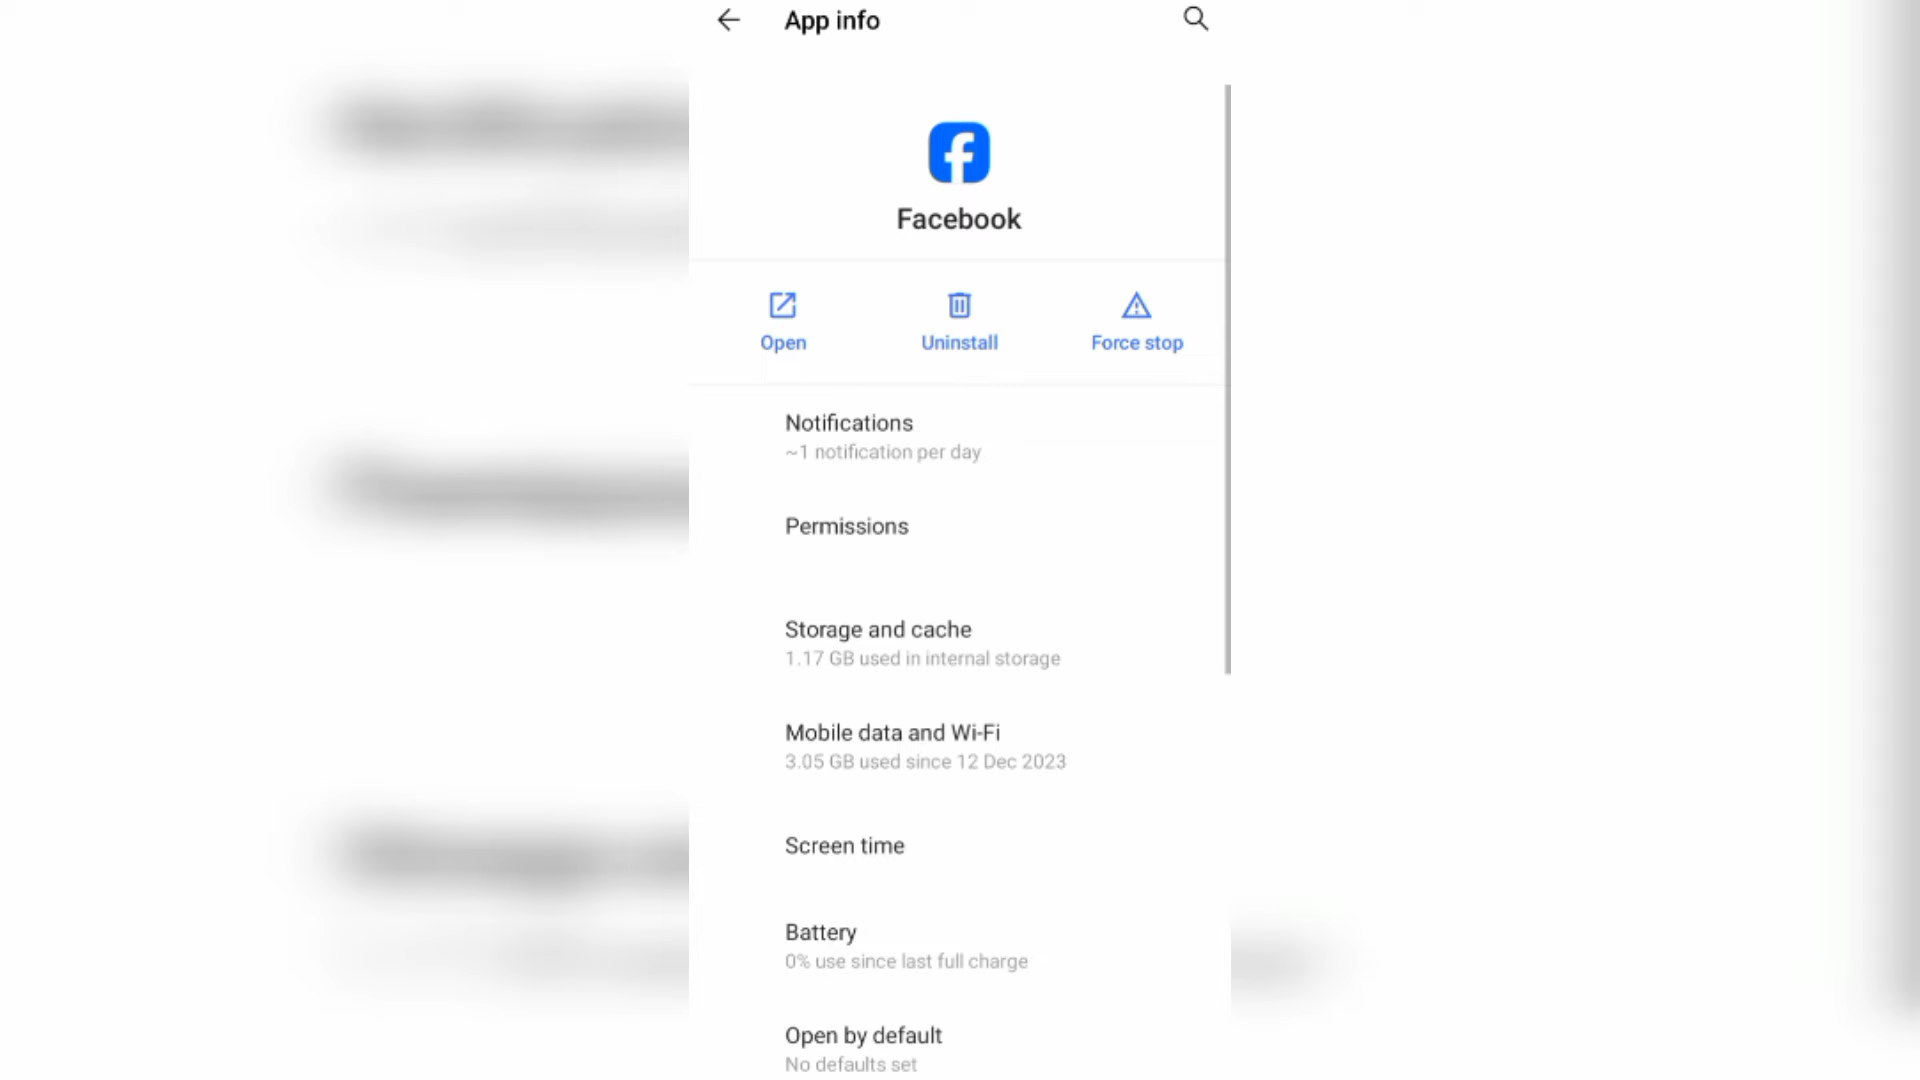 App info
Facebook
Open
Uninstall
Force stop
Notifications
~1 notification per day
Permissions
Storage and cache
1.17 GB used in internal storage
Mobile data and Wi-Fi
3.05 GB used since 12 Dec 2023
Screen time
Battery
0% use since last full charge
Open by default
No defaults set